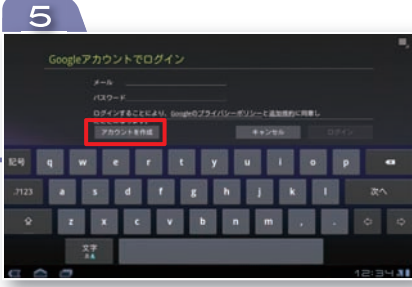 5
Googleアカウントでログイン
メール
パスワード
ログインすることにより、Googleのプライバシーポリシーと追加規約に同意し
アカウントを作成 キャンセル ログイン
記号 q w e r t y u i o p
.?123 a s d f g h j k l 次へ
z x c v b n m , .
文字
12:34